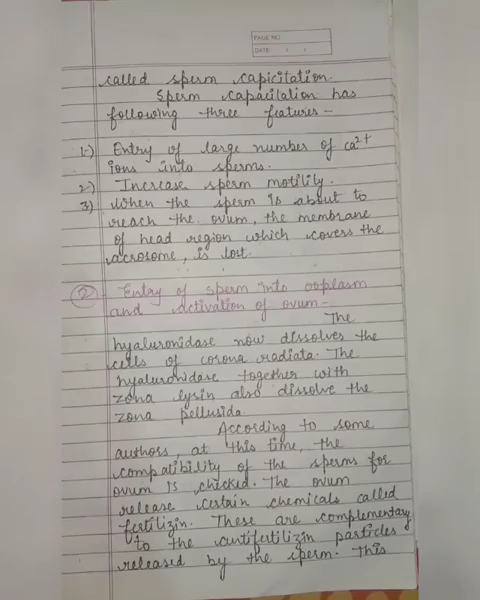 PAGE NO.
DATE: / /
called sperm capicitation.
Sperm capacitation has
following three features -
1-) Entry of large number of Ca²⁺
ions into sperms.
2-) Increase sperm motility.
3) When the sperm is about to
reach the ovum, the membrane
of head region which covers the
acrosome, is lost.
② Entry of sperm into ooplasm
and activation of ovum -
The
hyaluronidase now dissolves the
cells of corona radiata. The
hyaluronidase together with
zona lysin also dissolve the
zona pellusida
According to some
authors, at this time, the
compatibility of the sperms for
ovum is checked. The ovum
release certain chemicals called
fertilizin. These are complementary
to the antifertilizin particles
released by the sperm. This